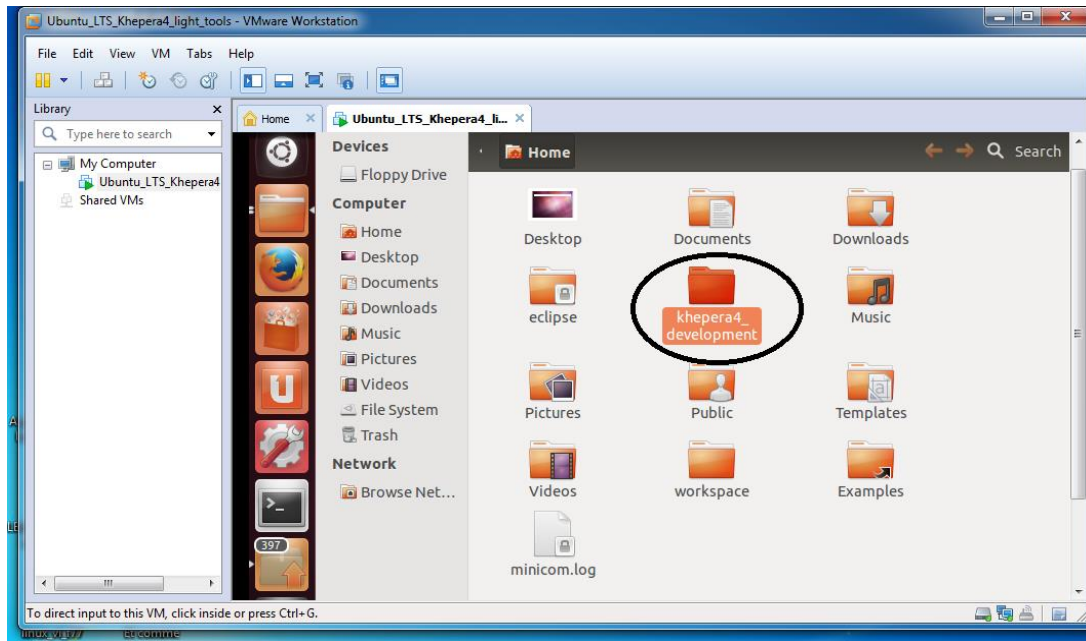 Ubuntu_LTS_Khepera4_light_tools - VMware Workstation
File Edit View VM Tabs Help
Library
Type here to search
My Computer
Ubuntu_LTS_Khepera4
Shared VMs
Home
Ubuntu_LTS_Khepera4_li...
Devices
Floppy Drive
Computer
Home
Desktop
Documents
Downloads
Music
Pictures
Videos
File System
Trash
Network
Browse Net...
397
Home
Search
Desktop Documents Downloads
eclipse khepera4_ Music
development
Pictures Public Templates
Videos workspace Examples
minicom.log
To direct input to this VM, click inside or press Ctrl+G.